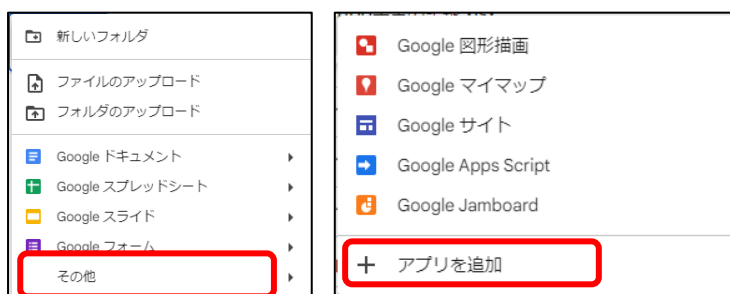 新しいフォルダ
ファイルのアップロード
フォルダのアップロード
Google ドキュメント
Google スプレッドシート
Google スライド
Google フォーム
その他
Google 図形描画
Google マイマップ
Google サイト
Google Apps Script
Google Jamboard
アプリを追加